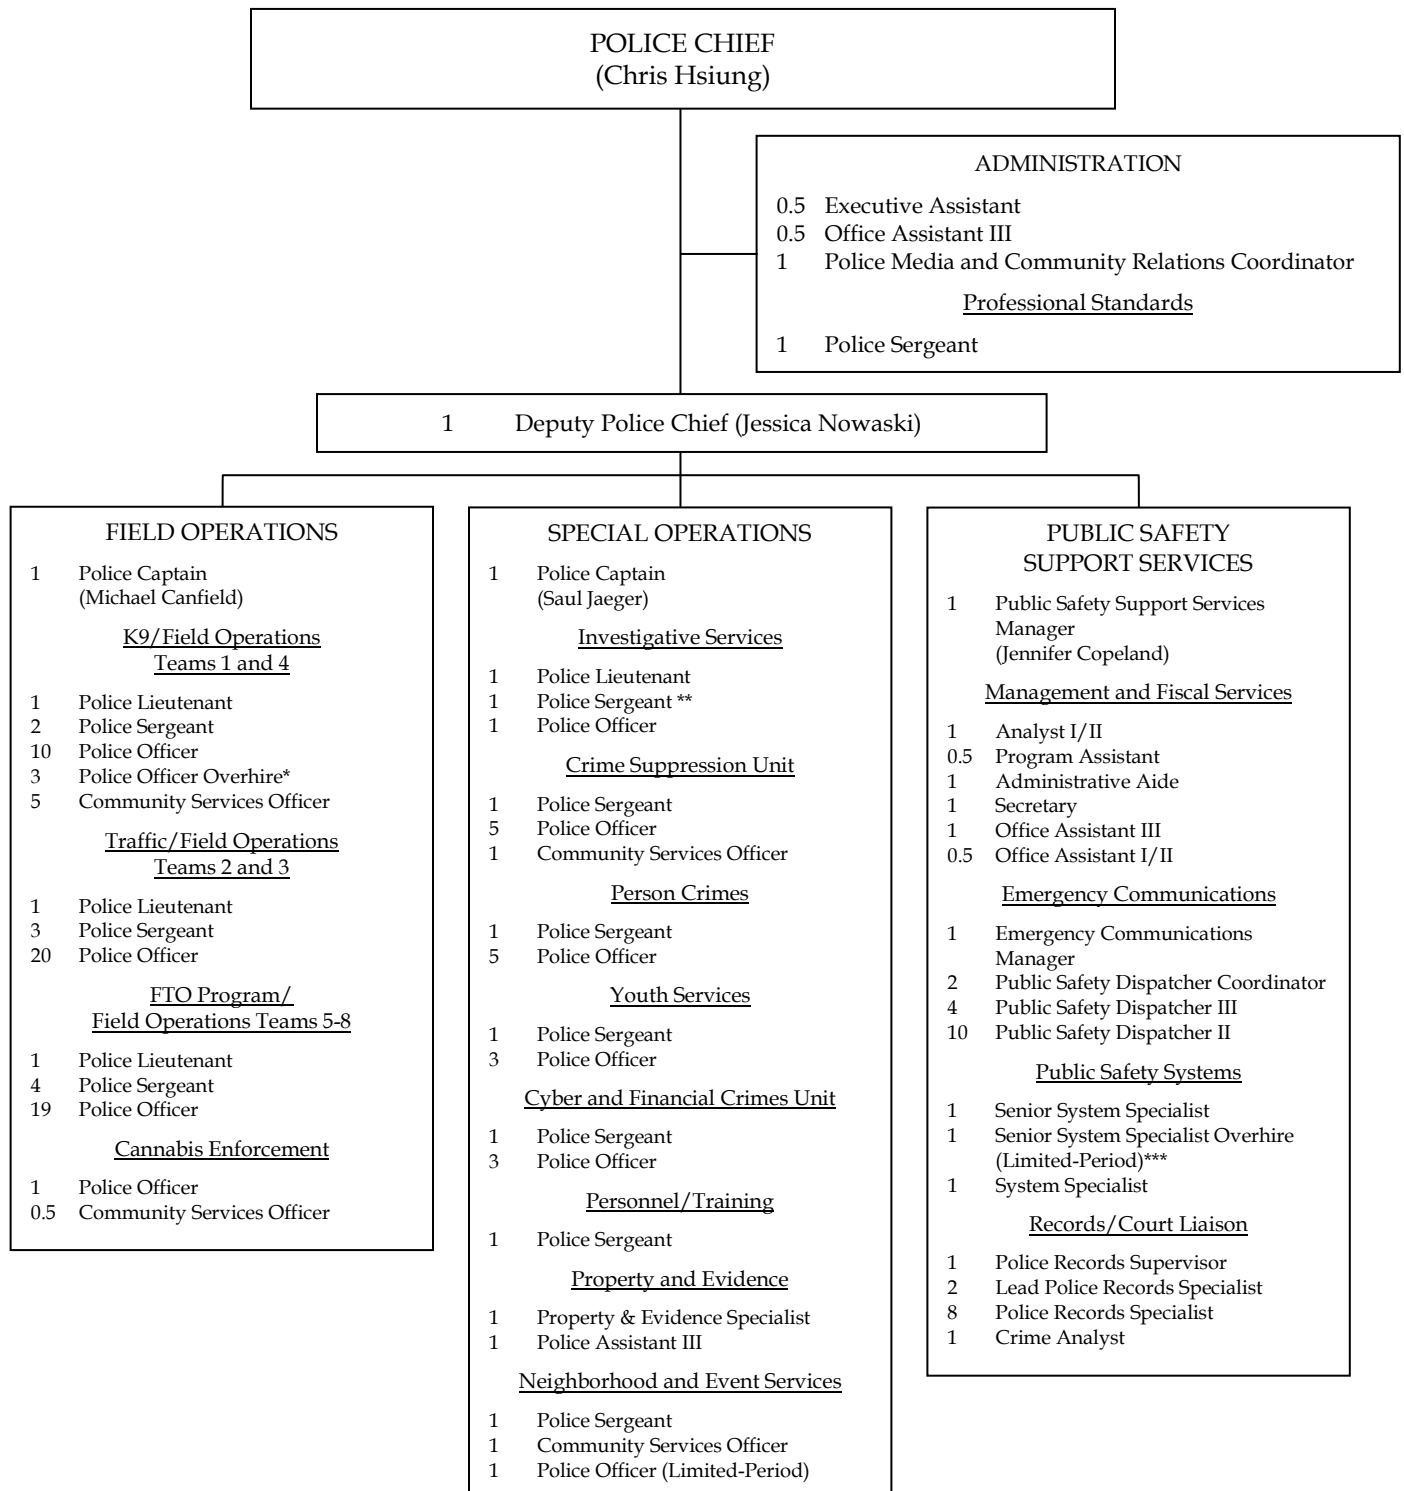 POLICE CHIEF
(Chris Hsiung)
ADMINISTRATION
0.5 Executive Assistant
0.5 Office Assistant III
1 Police Media and Community Relations Coordinator
Professional Standards
1 Police Sergeant
1 Deputy Police Chief (Jessica Nowaski)
FIELD OPERATIONS
1 Police Captain
(Michael Canfield)
K9/Field Operations
Teams 1 and 4
1 Police Lieutenant
2 Police Sergeant
10 Police Officer
3 Police Officer Overhire*
5 Community Services Officer
Traffic/Field Operations
Teams 2 and 3
1 Police Lieutenant
3 Police Sergeant
20 Police Officer
FTO Program/
Field Operations Teams 5-8
1 Police Lieutenant
4 Police Sergeant
19 Police Officer
Cannabis Enforcement
1 Police Officer
0.5 Community Services Officer
SPECIAL OPERATIONS
1 Police Captain
(Saul Jaeger)
Investigative Services
1 Police Lieutenant
1 Police Sergeant **
1 Police Officer
Crime Suppression Unit
1 Police Sergeant
5 Police Officer
1 Community Services Officer
Person Crimes
1 Police Sergeant
5 Police Officer
Youth Services
1 Police Sergeant
3 Police Officer
Cyber and Financial Crimes Unit
1 Police Sergeant
3 Police Officer
Personnel/Training
1 Police Sergeant
Property and Evidence
1 Property & Evidence Specialist
1 Police Assistant III
Neighborhood and Event Services
1 Police Sergeant
1 Community Services Officer
1 Police Officer (Limited-Period)
PUBLIC SAFETY
SUPPORT SERVICES
1 Public Safety Support Services
Manager
(Jennifer Copeland)
Management and Fiscal Services
1 Analyst I/II
0.5 Program Assistant
1 Administrative Aide
1 Secretary
1 Office Assistant III
0.5 Office Assistant I/II
Emergency Communications
1 Emergency Communications
Manager
2 Public Safety Dispatcher Coordinator
4 Public Safety Dispatcher III
10 Public Safety Dispatcher II
Public Safety Systems
1 Senior System Specialist
1 Senior System Specialist Overhire
(Limited-Period)***
1 System Specialist
Records/Court Liaison
1 Police Records Supervisor
2 Lead Police Records Specialist
8 Police Records Specialist
1 Crime Analyst